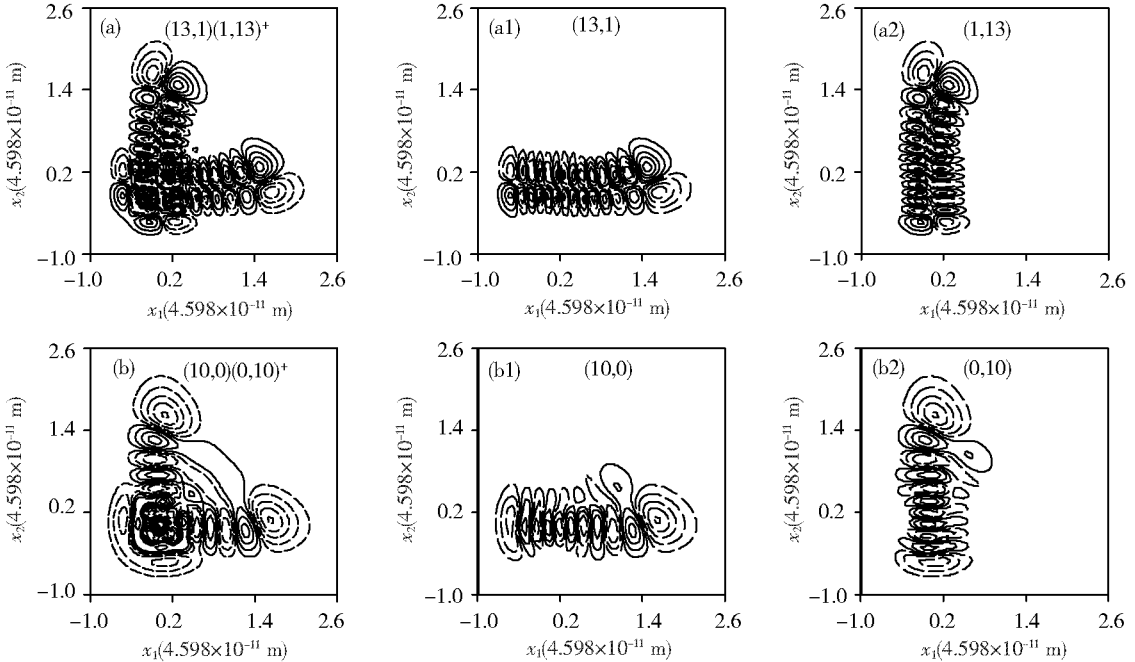 (a) (13,1)(1,13)⁺
2.6
1.4
0.2
−1.0
−1.0 0.2 1.4 2.6
x₂(4.598×10⁻¹¹ m)
x₁(4.598×10⁻¹¹ m)
(a1) (13,1)
2.6
1.4
0.2
−1.0
−1.0 0.2 1.4 2.6
x₂(4.598×10⁻¹¹ m)
x₁(4.598×10⁻¹¹ m)
(a2) (1,13)
2.6
1.4
0.2
−1.0
−1.0 0.2 1.4 2.6
x₂(4.598×10⁻¹¹ m)
x₁(4.598×10⁻¹¹ m)
(b) (10,0)(0,10)⁺
2.6
1.4
0.2
−1.0
−1.0 0.2 1.4 2.6
x₂(4.598×10⁻¹¹ m)
x₁(4.598×10⁻¹¹ m)
(b1) (10,0)
2.6
1.4
0.2
−1.0
−1.0 0.2 1.4 2.6
x₂(4.598×10⁻¹¹ m)
x₁(4.598×10⁻¹¹ m)
(b2) (0,10)
2.6
1.4
0.2
−1.0
−1.0 0.2 1.4 2.6
x₂(4.598×10⁻¹¹ m)
x₁(4.598×10⁻¹¹ m)